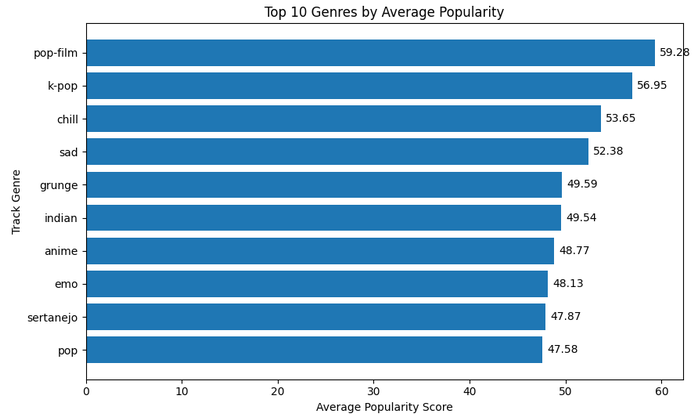 Top 10 Genres by Average Popularity
Track Genre
pop-film 59.28
k-pop 56.95
chill 53.65
sad 52.38
grunge 49.59
indian 49.54
anime 48.77
emo 48.13
sertanejo 47.87
pop 47.58
0 10 20 30 40 50 60
Average Popularity Score